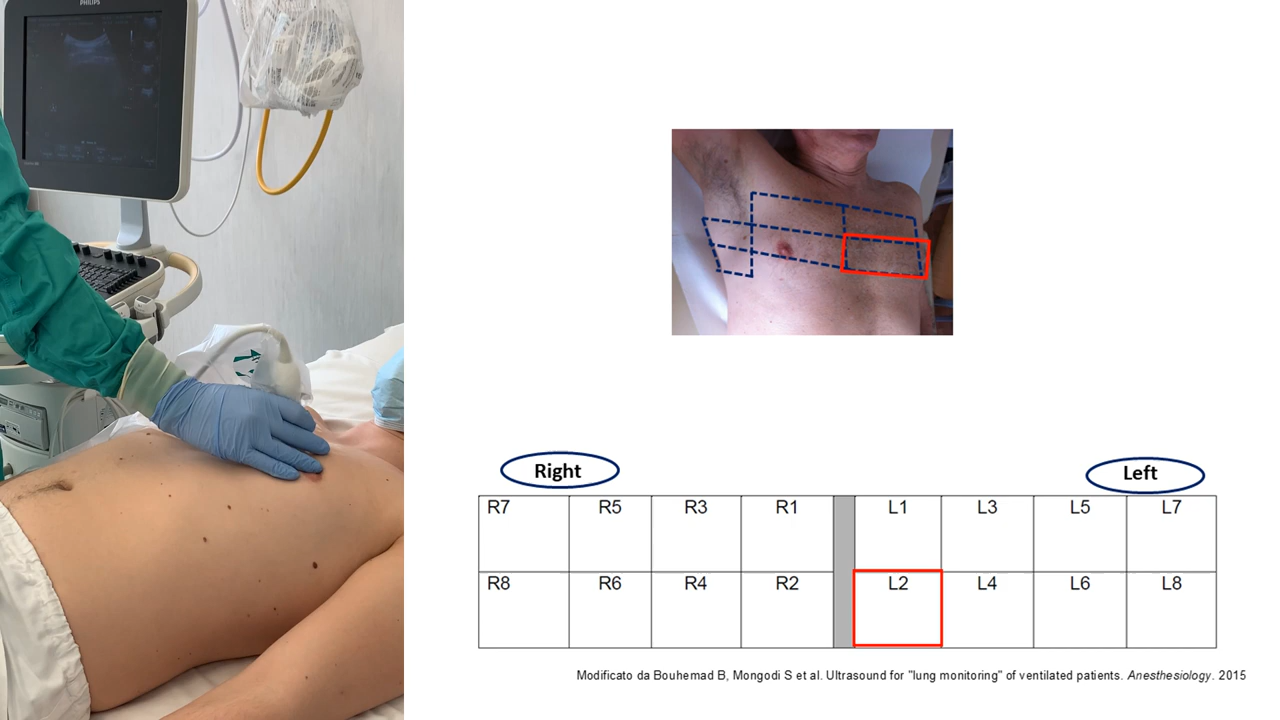 PHILIPS
Right
Left
R7 R5 R3 R1 L1 L3 L5 L7
R8 R6 R4 R2 L2 L4 L6 L8
Modificato da Bouhemad B, Mongodi S et al. Ultrasound for "lung monitoring" of ventilated patients. Anesthesiology. 2015